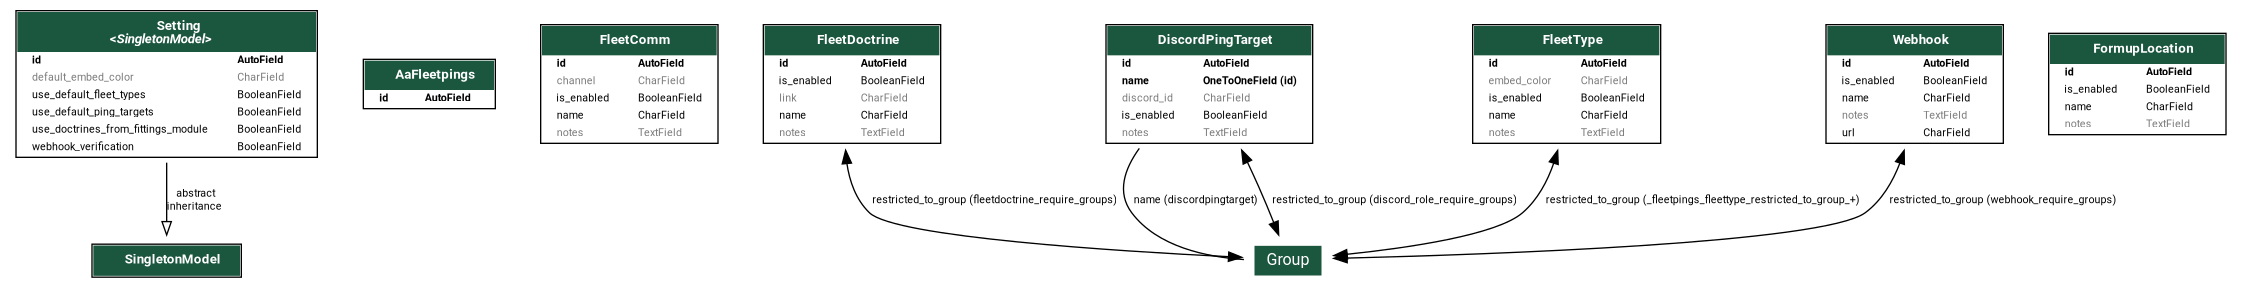 Setting
<SingletonModel>
id AutoField
default_embed_color CharField
use_default_fleet_types BooleanField
use_default_ping_targets BooleanField
use_doctrines_from_fittings_module BooleanField
webhook_verification BooleanField
AaFleetpings
id AutoField
FleetComm
id AutoField
channel CharField
is_enabled BooleanField
name CharField
notes TextField
FleetDoctrine
id AutoField
is_enabled BooleanField
link CharField
name CharField
notes TextField
DiscordPingTarget
id AutoField
name OneToOneField (id)
discord_id CharField
is_enabled BooleanField
notes TextField
FleetType
id AutoField
embed_color CharField
is_enabled BooleanField
name CharField
notes TextField
Webhook
id AutoField
is_enabled BooleanField
name CharField
notes TextField
url CharField
FormupLocation
id AutoField
is_enabled BooleanField
name CharField
notes TextField
abstract
inheritance
restricted_to_group (fleetdoctrine_require_groups)
name (discordpingtarget)
restricted_to_group (discord_role_require_groups)
restricted_to_group (_fleetpings_fleettype_restricted_to_group_+)
restricted_to_group (webhook_require_groups)
SingletonModel
Group